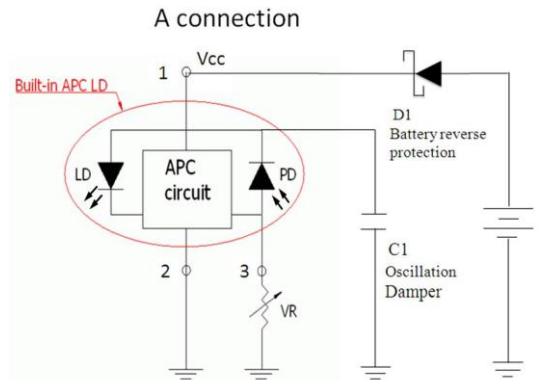 A connection
1
Vcc
Built-in APC LD
D1
Battery reverse
protection
LD
APC
circuit
PD
C1
Oscillation
Damper
2
3
VR